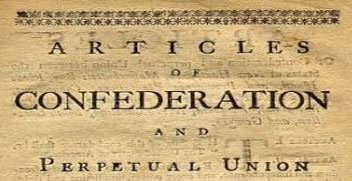 ARTICLES
OF
CONFEDERATION
AND
PERPETUAL UNION